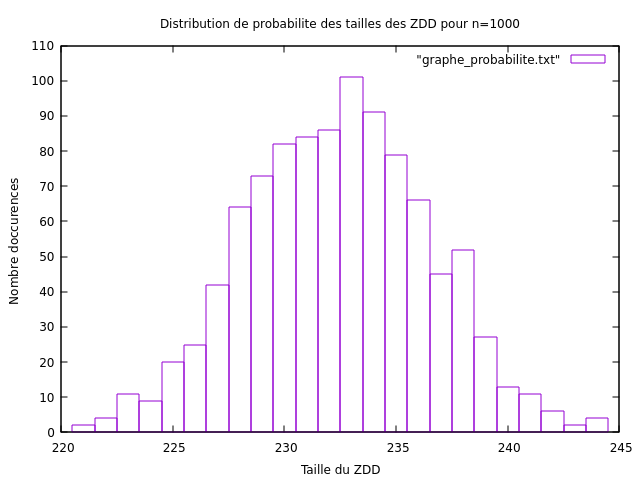 Distribution de probabilite des tailles des ZDD pour n=1000
"graphe_probabilite.txt"
110
100
90
80
70
60
50
40
30
20
10
0
Nombre doccurences
220 225 230 235 240 245
Taille du ZDD